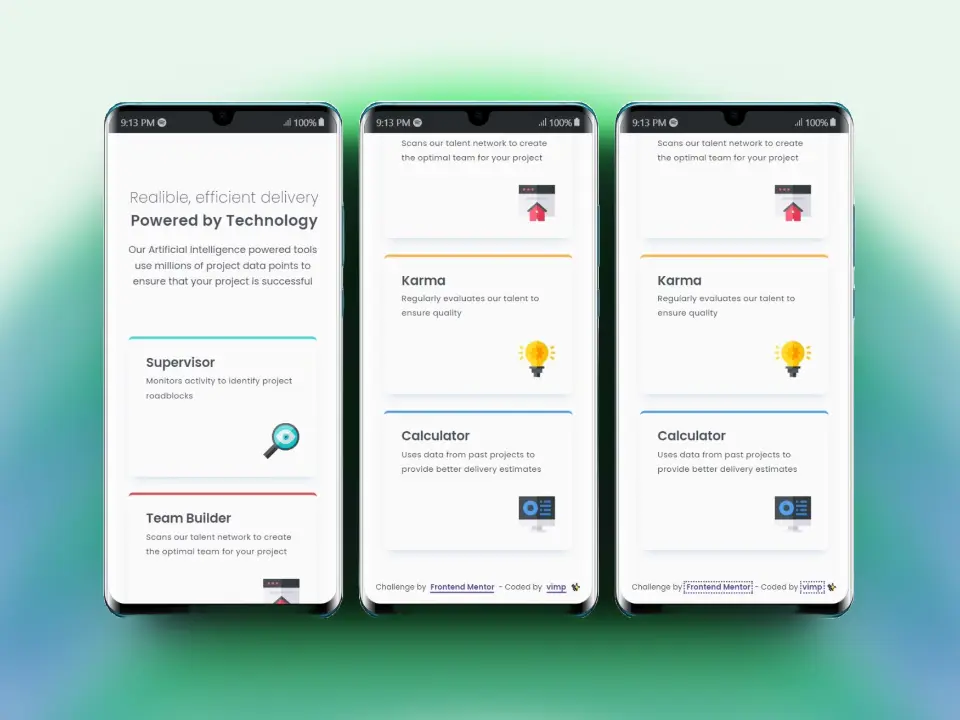 9:13 PM
100%
Realible, efficient delivery
Powered by Technology
Our Artificial Intelligence powered tools
use millions of project data points to
ensure that your project is successful
Supervisor
Monitors activity to identify project
roadblocks
Team Builder
Scans our talent network to create
the optimal team for your project
9:13 PM
100%
Scans our talent network to create
the optimal team for your project
Karma
Regularly evaluates our talent to
ensure quality
Calculator
Uses data from past projects to
provide better delivery estimates
Challenge by Frontend Mentor - Coded by vimp
9:13 PM
100%
Scans our talent network to create
the optimal team for your project
Karma
Regularly evaluates our talent to
ensure quality
Calculator
Uses data from past projects to
provide better delivery estimates
Challenge by Frontend Mentor - Coded by vimp